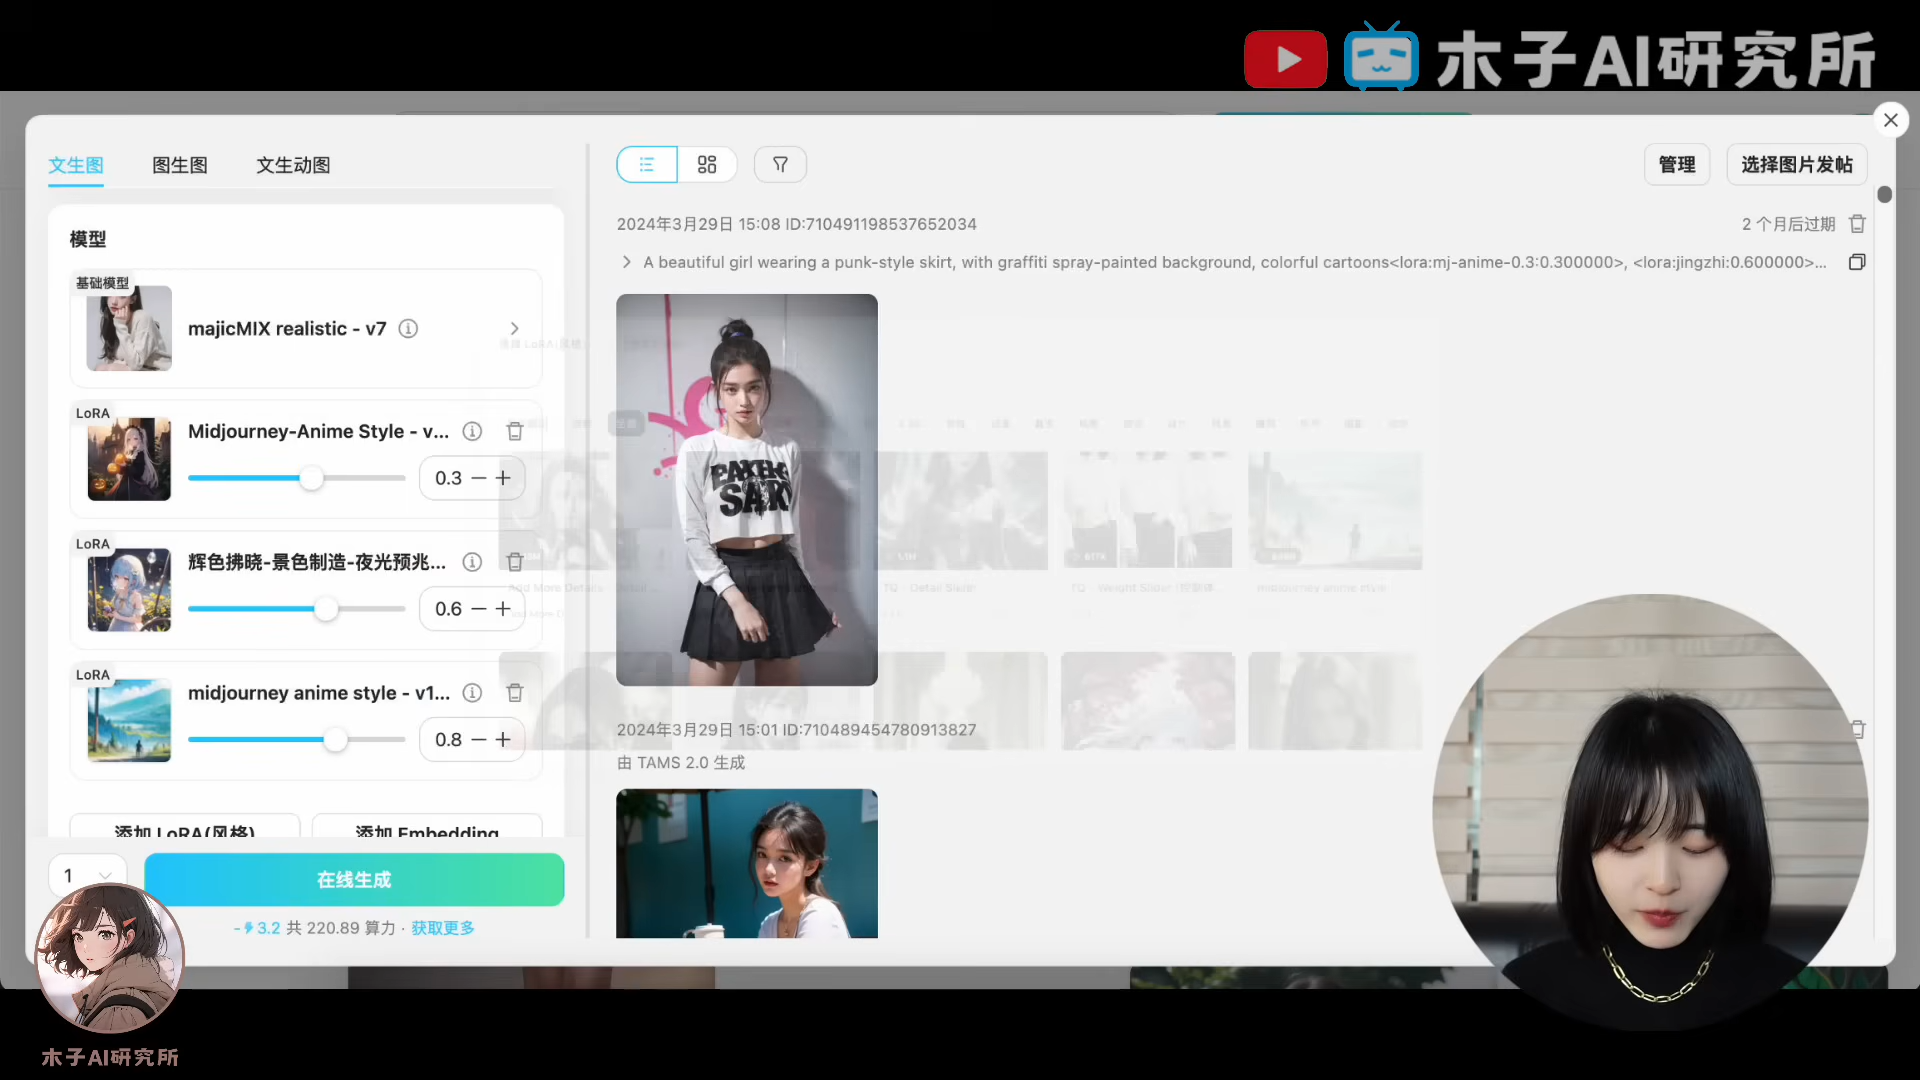 木子AI研究所
文生图 图生图 文生动图
管理 选择图片发帖
模型
基础模型
majicMIX realistic - v7
LoRA
Midjourney-Anime Style - v...
0.3
LoRA
辉色拂晓-景色制造-夜光预兆...
0.6
LoRA
midjourney anime style - v1...
0.8
添加 LoRA(风格) 添加 Embedding
1
在线生成
-3.2 共 220.89 算力 · 获取更多
2024年3月29日 15:08 ID:710491198537652034
2 个月后过期
A beautiful girl wearing a punk-style skirt, with graffiti spray-painted background, colorful cartoons<lora:mj-anime-0.3:0.300000>, <lora:jingzhi:0.600000>...
TQ - Detail Slider
midjourney anime style
2024年3月29日 15:01 ID:710489454780913827
由 TAMS 2.0 生成
木子AI研究所